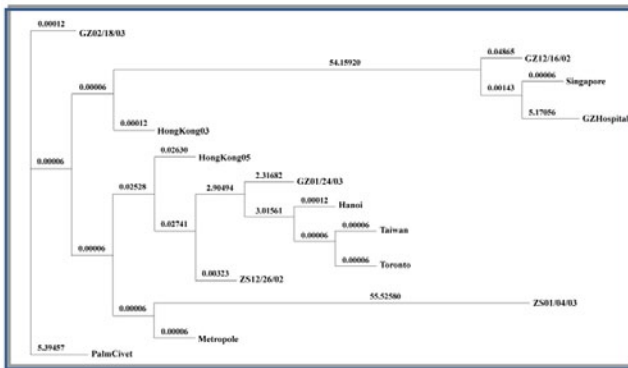 0.00012
GZ02/18/03
0.04865
GZ12/16/02
54.15920
0.00006
Singapore
0.00006
0.00143
5.17056
GZHospital
0.00012
HongKong03
0.02630
HongKong05
0.00006
2.31682
GZ01/24/03
0.02528
2.90494
0.00012
Hanoi
3.01561
0.02741
0.00006
Taiwan
0.00006
0.00006
0.00006
Toronto
0.00323
ZS12/26/02
55.52580
ZS01/04/03
0.00006
0.00006
Metropole
5.39457
PalmCivet